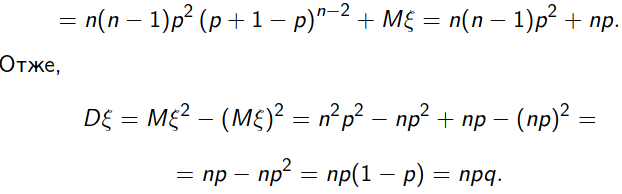 = n(n − 1)p² (p + 1 − p)ⁿ⁻² + Mξ = n(n − 1)p² + np.
Отже,
Dξ = Mξ² − (Mξ)² = n²p² − np² + np − (np)² =
= np − np² = np(1 − p) = npq.